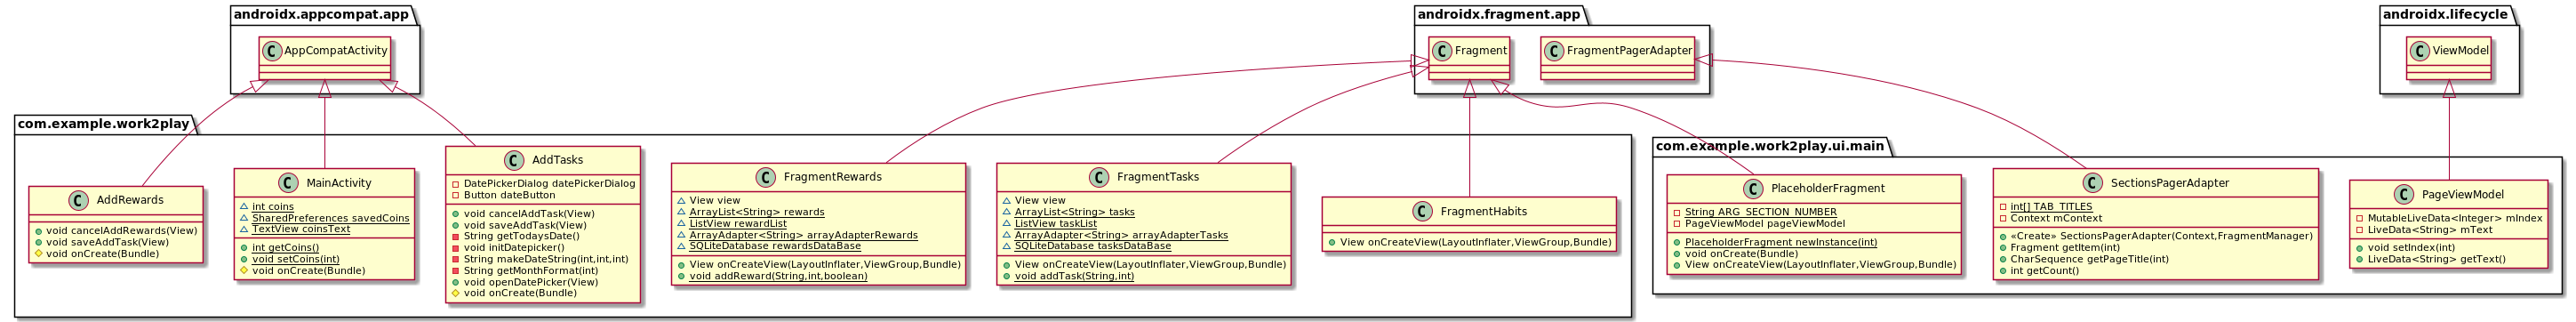 androidx.appcompat.app
C AppCompatActivity
androidx.fragment.app
C Fragment
C FragmentPagerAdapter
androidx.lifecycle
C ViewModel
com.example.work2play
C AddRewards
void cancelAddRewards(View)
void saveAddTask(View)
void onCreate(Bundle)
C MainActivity
int coins
SharedPreferences savedCoins
TextView coinsText
int getCoins()
void setCoins(int)
void onCreate(Bundle)
C AddTasks
DatePickerDialog datePickerDialog
Button dateButton
void cancelAddTask(View)
void saveAddTask(View)
String getTodaysDate()
void initDatepicker()
String makeDateString(int,int,int)
String getMonthFormat(int)
void openDatePicker(View)
void onCreate(Bundle)
C FragmentRewards
View view
ArrayList<String> rewards
ListView rewardList
ArrayAdapter<String> arrayAdapterRewards
SQLiteDatabase rewardsDataBase
View onCreateView(LayoutInflater,ViewGroup,Bundle)
void addReward(String,int,boolean)
C FragmentTasks
View view
ArrayList<String> tasks
ListView taskList
ArrayAdapter<String> arrayAdapterTasks
SQLiteDatabase tasksDataBase
View onCreateView(LayoutInflater,ViewGroup,Bundle)
void addTask(String,int)
C FragmentHabits
View onCreateView(LayoutInflater,ViewGroup,Bundle)
com.example.work2play.ui.main
C PlaceholderFragment
String ARG_SECTION_NUMBER
PageViewModel pageViewModel
PlaceholderFragment newInstance(int)
void onCreate(Bundle)
View onCreateView(LayoutInflater,ViewGroup,Bundle)
C SectionsPagerAdapter
int[] TAB_TITLES
Context mContext
«Create» SectionsPagerAdapter(Context,FragmentManager)
Fragment getItem(int)
CharSequence getPageTitle(int)
int getCount()
C PageViewModel
MutableLiveData<Integer> mIndex
LiveData<String> mText
void setIndex(int)
LiveData<String> getText()